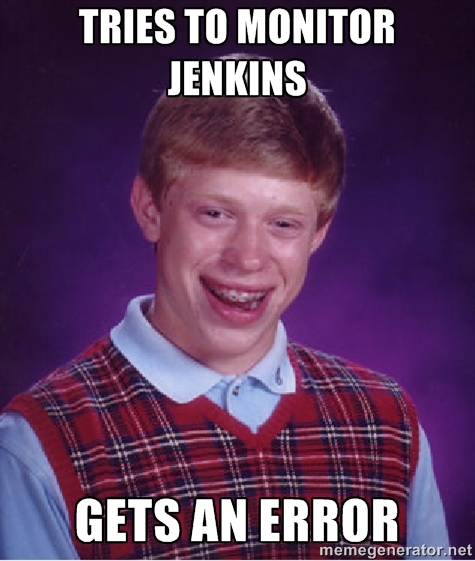 TRIES TO MONITOR
JENKINS
GETS AN ERROR
memegenerator.net